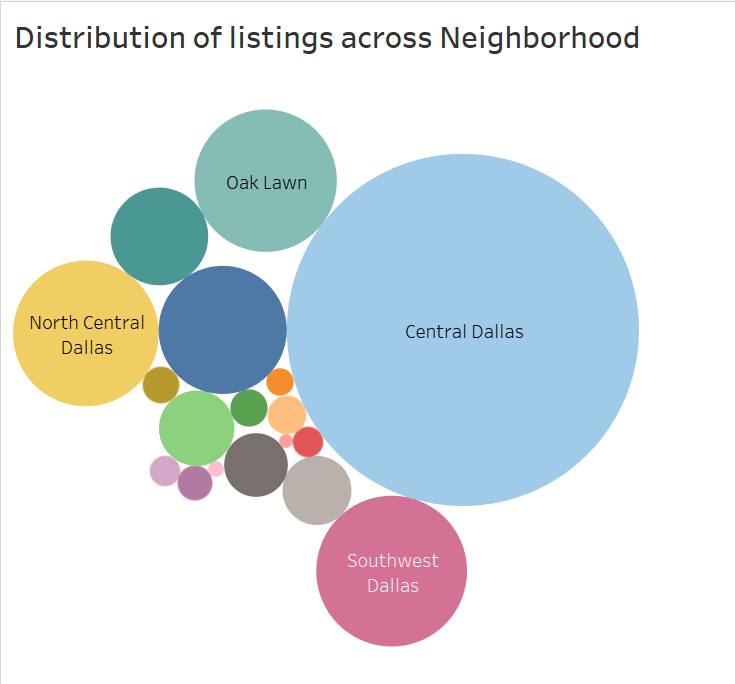 Distribution of listings across Neighborhood
Oak Lawn
North Central
Dallas
Central Dallas
Southwest
Dallas